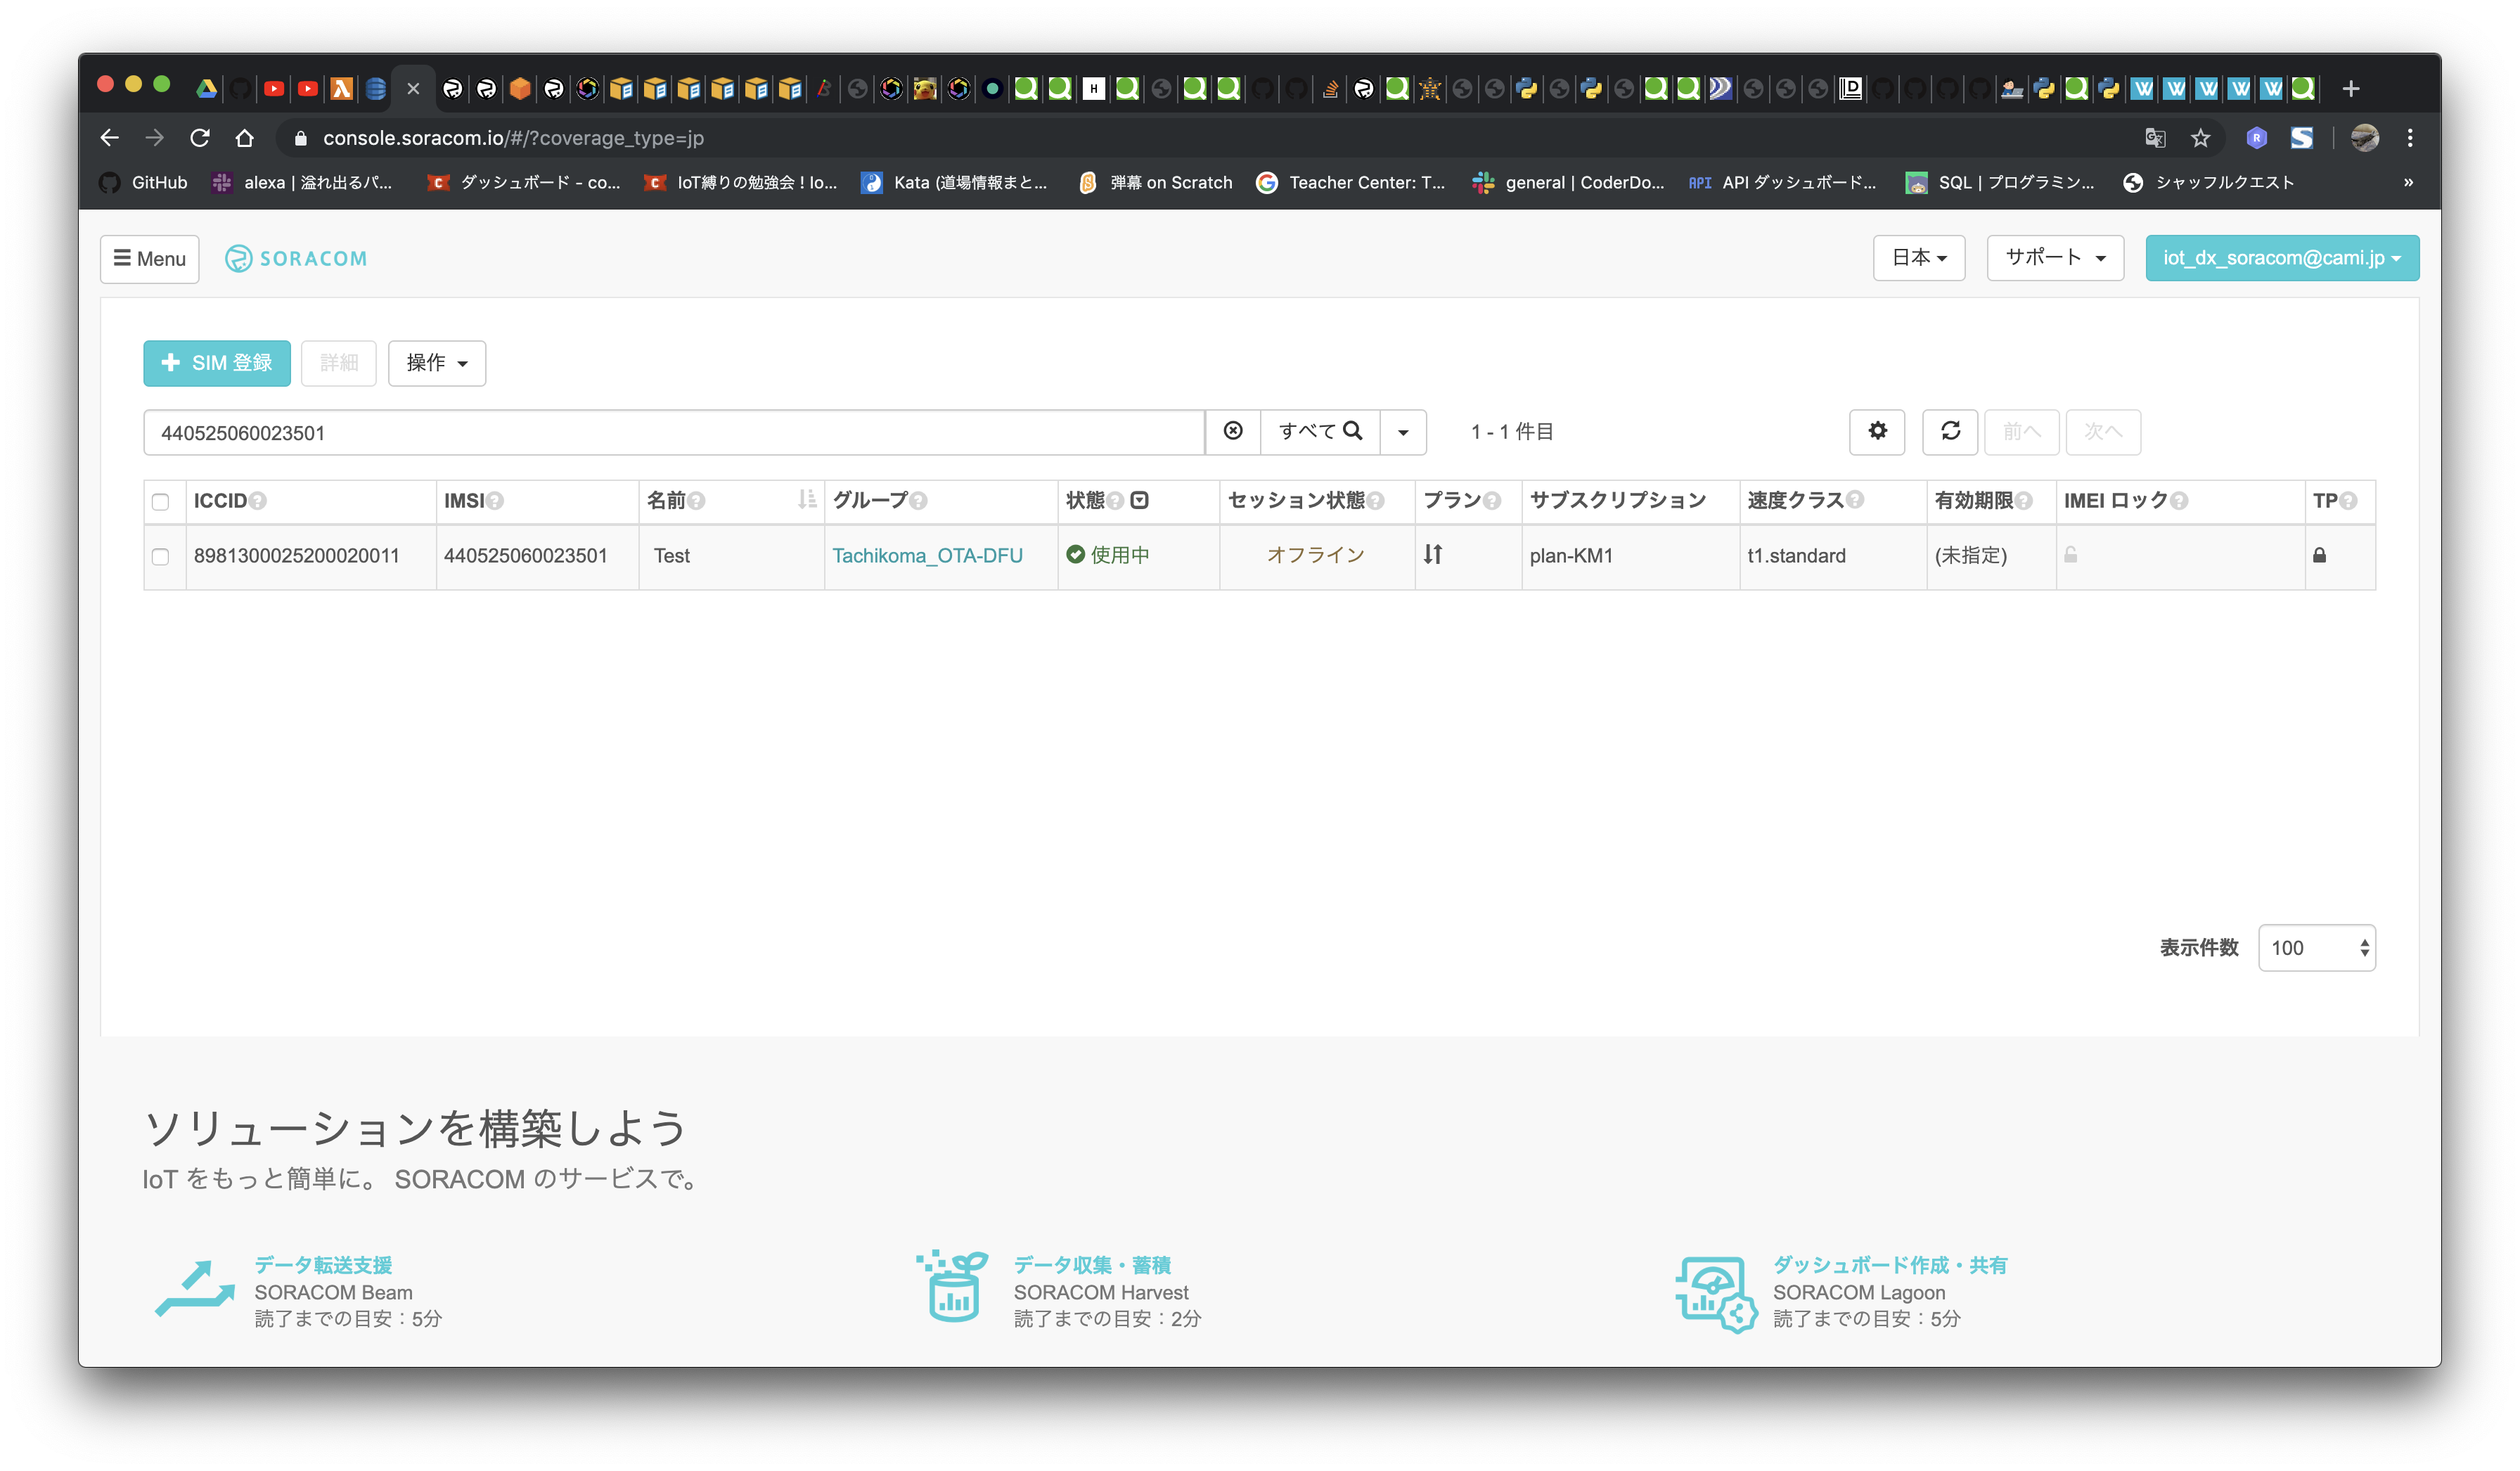 console.soracom.io/#/?coverage_type=jp
GitHub alexa | 溢れ出るパ... ダッシュボード - co... IoT縛りの勉強会！Io... Kata (道場情報まと... 弾幕 on Scratch Teacher Center: T... general | CoderDo... API API ダッシュボード... SQL | プログラミン... シャッフルクエスト »
Menu SORACOM 日本 サポート iot_dx_soracom@cami.jp
SIM 登録 詳細 操作
440525060023501 すべて 1 - 1 件目 前へ 次へ
ICCID IMSI 名前 グループ 状態 セッション状態 プラン サブスクリプション 速度クラス 有効期限 IMEI ロック TP
8981300025200020011 440525060023501 Test Tachikoma_OTA-DFU 使用中 オフライン plan-KM1 t1.standard (未指定)
表示件数 100
ソリューションを構築しよう
IoT をもっと簡単に。 SORACOM のサービスで。
データ転送支援
SORACOM Beam
読了までの目安：5分
データ収集・蓄積
SORACOM Harvest
読了までの目安：2分
ダッシュボード作成・共有
SORACOM Lagoon
読了までの目安：5分